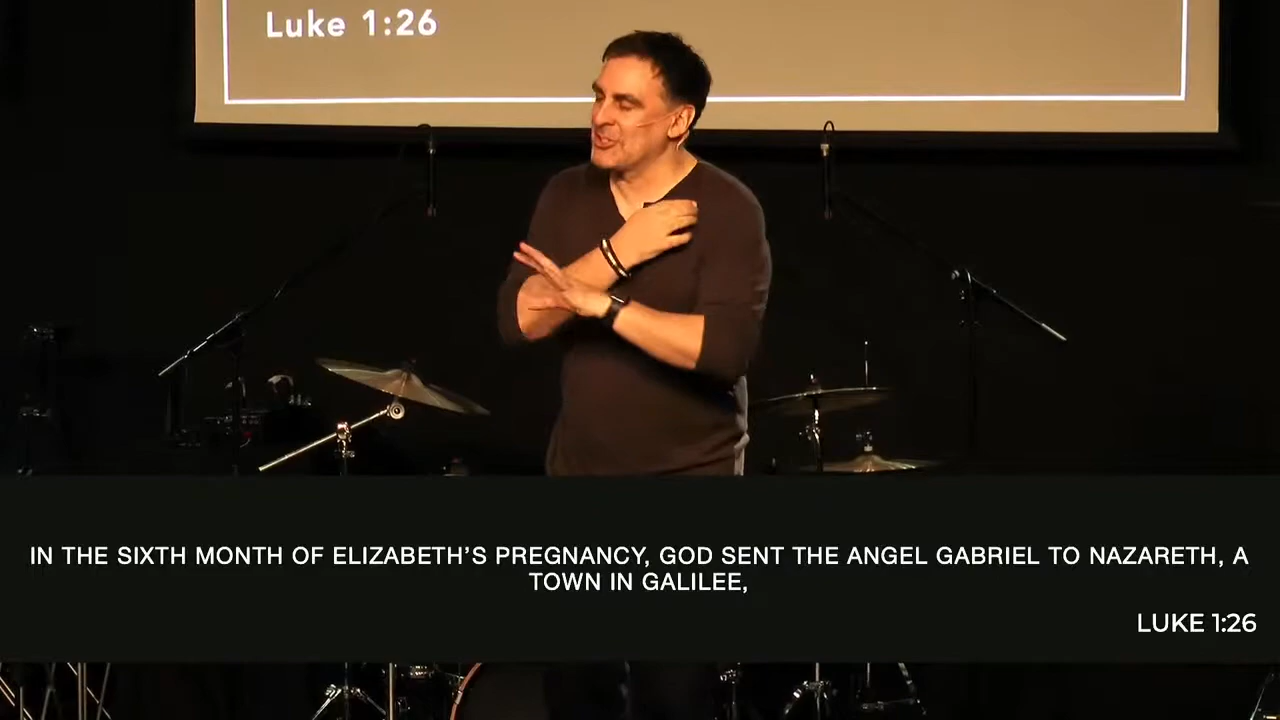 Luke 1:26
IN THE SIXTH MONTH OF ELIZABETH’S PREGNANCY, GOD SENT THE ANGEL GABRIEL TO NAZARETH, A
TOWN IN GALILEE,
LUKE 1:26